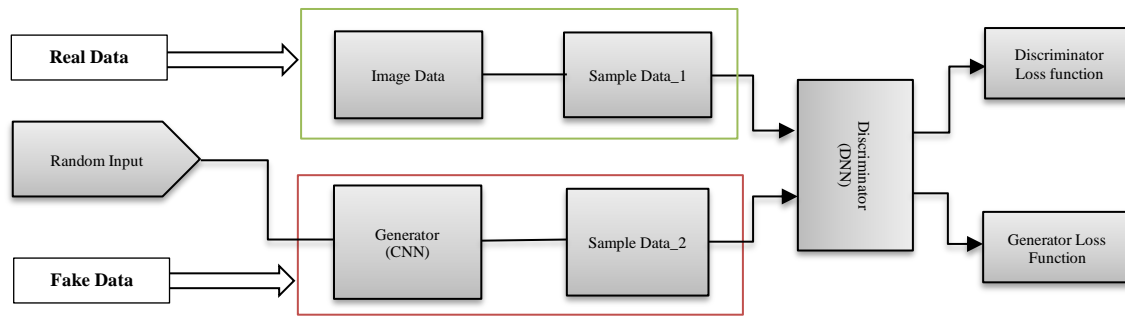 Real Data
Image Data
Sample Data_1
Discriminator
Loss function
Random Input
Discriminator
(DNN)
Generator
(CNN)
Sample Data_2
Generator Loss
Function
Fake Data